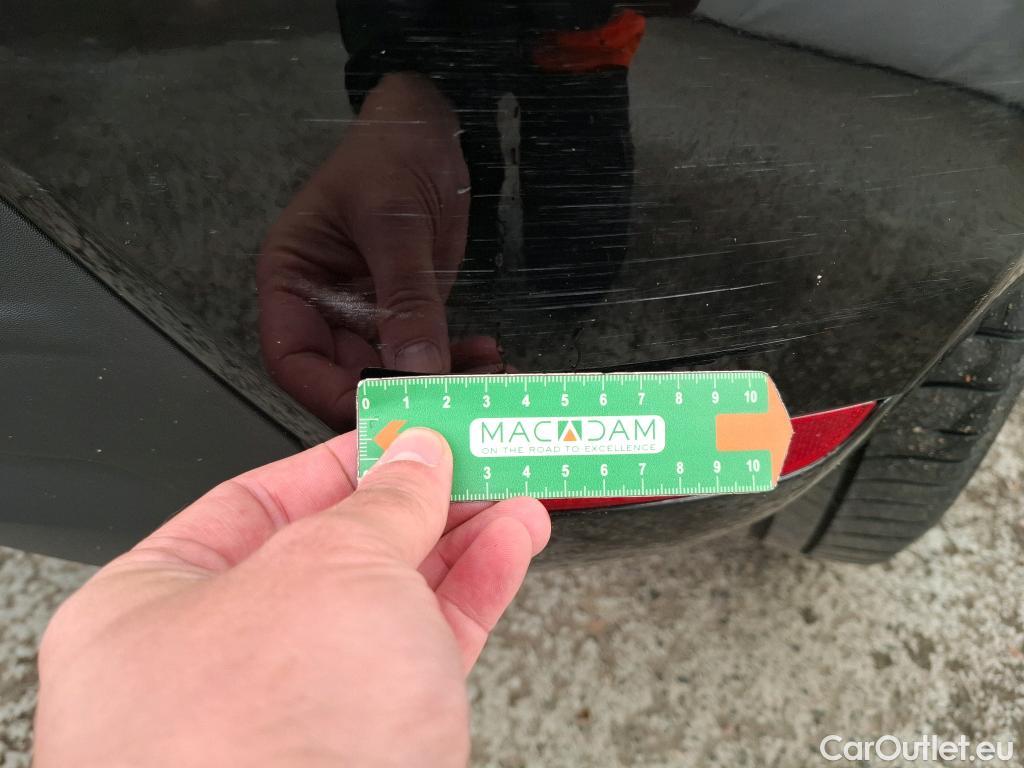 0 1 2 3 4 5 6 7 8 9 10
MACADAM
ON THE ROAD TO EXCELLENCE
3 4 5 6 7 8 9 10
CarOutlet.eu